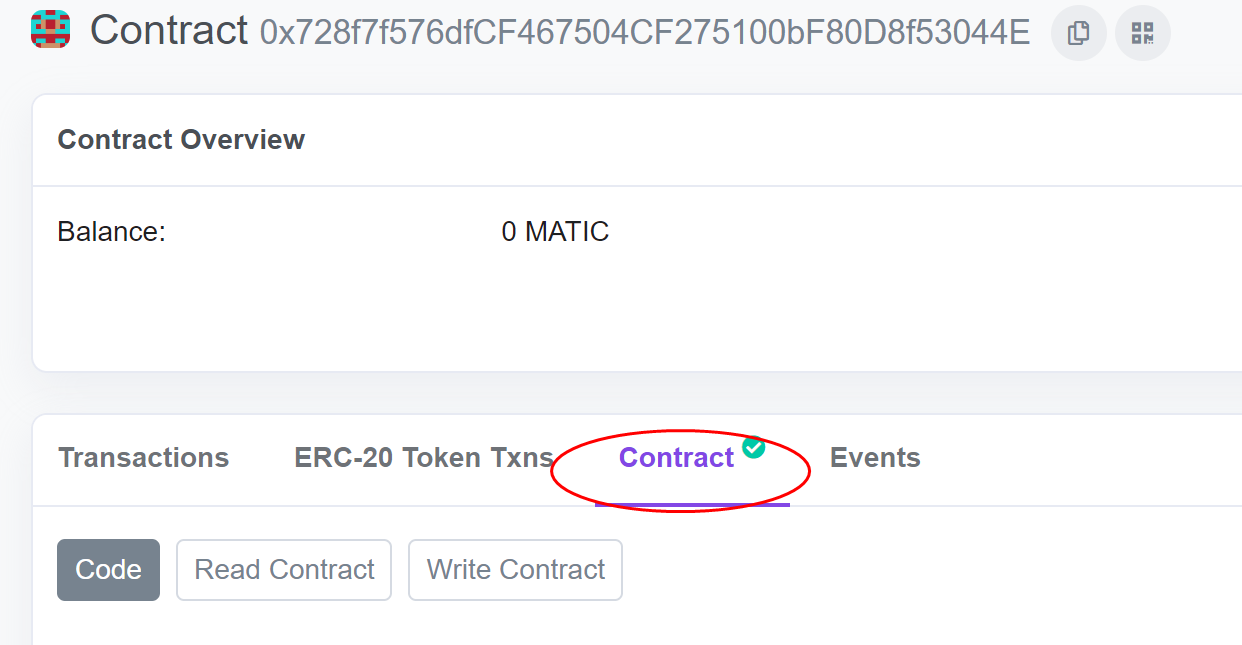 Contract 0x728f7f576dfCF467504CF275100bF80D8f53044E
Contract Overview
Balance: 0 MATIC
Transactions ERC-20 Token Txns Contract Events
Code Read Contract Write Contract